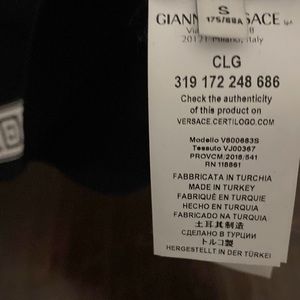 S
175/88A
GIANN
SACE
20121 Milano, Italy
CLG
319 172 248 686
Check the authenticity
of this product on
VERSACE.CERTILOGO.COM
Modello V800683S
Tessuto VJ00367
PROVCM/2018/541
RN 118861
FABBRICATA IN TURCHIA
MADE IN TURKEY
FABRIQUÉ EN TURQUIE
HECHO EN TURQUIA
FABRICADO NA TURQUIA
土耳其制造
СДЕЛАНО В ТУРЦИИ
トルコ製
HERGESTELLT IN DER TÜRKEI